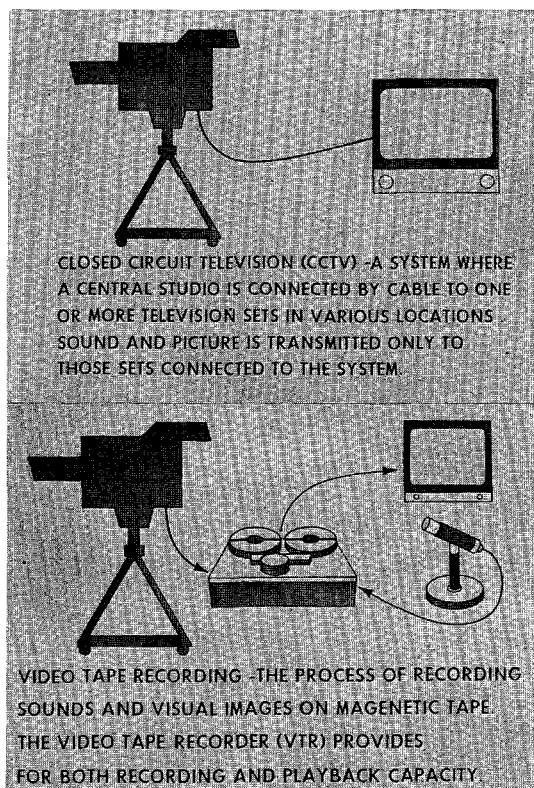 CLOSED CIRCUIT TELEVISION (CCTV) -A SYSTEM WHERE
A CENTRAL STUDIO IS CONNECTED BY CABLE TO ONE
OR MORE TELEVISION SETS IN VARIOUS LOCATIONS.
SOUND AND PICTURE IS TRANSMITTED ONLY TO
THOSE SETS CONNECTED TO THE SYSTEM.
VIDEO TAPE RECORDING -THE PROCESS OF RECORDING
SOUNDS AND VISUAL IMAGES ON MAGENETIC TAPE.
THE VIDEO TAPE RECORDER (VTR) PROVIDES
FOR BOTH RECORDING AND PLAYBACK CAPACITY.